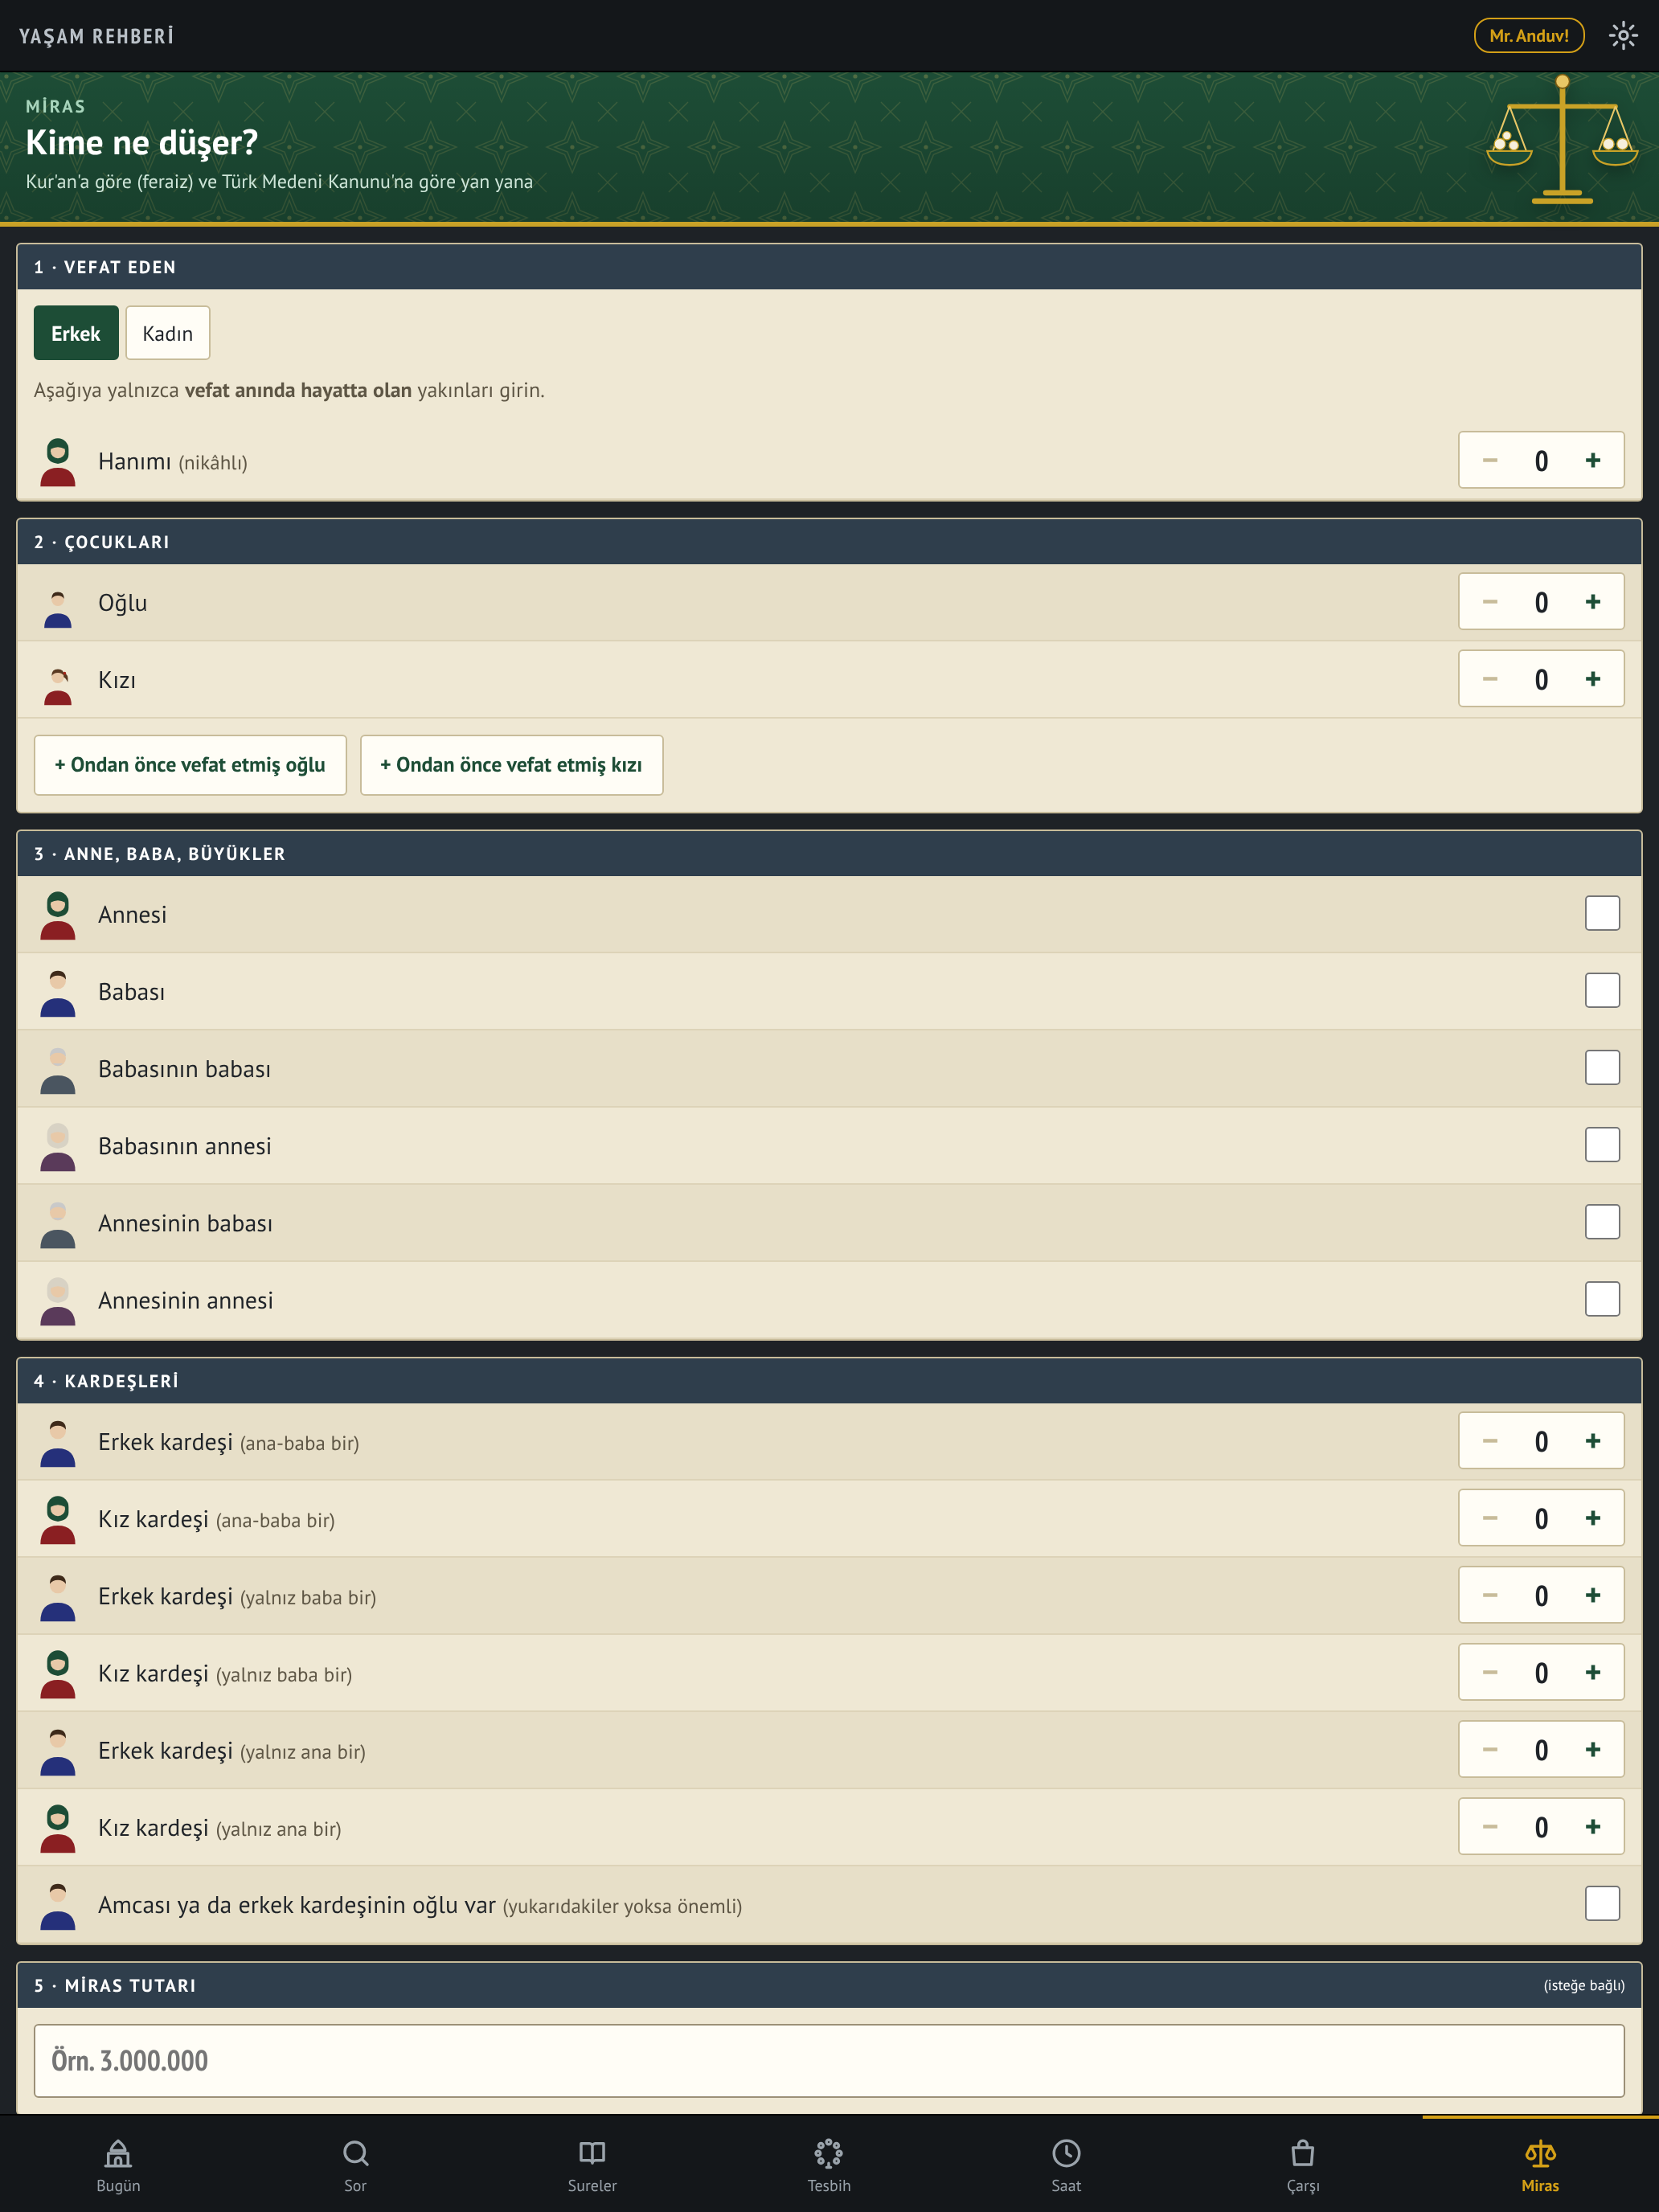 YAŞAM REHBERİ
Mr. Anduv!
MİRAS
Kime ne düşer?
Kur'an'a göre (feraiz) ve Türk Medeni Kanunu'na göre yan yana
1 · VEFAT EDEN
Erkek
Kadın
Aşağıya yalnızca vefat anında hayatta olan yakınları girin.
Hanımı (nikâhlı)
− 0 +
2 · ÇOCUKLARI
Oğlu
− 0 +
Kızı
− 0 +
+ Ondan önce vefat etmiş oğlu
+ Ondan önce vefat etmiş kızı
3 · ANNE, BABA, BÜYÜKLER
Annesi
Babası
Babasının babası
Babasının annesi
Annesinin babası
Annesinin annesi
4 · KARDEŞLERİ
Erkek kardeşi (ana-baba bir)
− 0 +
Kız kardeşi (ana-baba bir)
− 0 +
Erkek kardeşi (yalnız baba bir)
− 0 +
Kız kardeşi (yalnız baba bir)
− 0 +
Erkek kardeşi (yalnız ana bir)
− 0 +
Kız kardeşi (yalnız ana bir)
− 0 +
Amcası ya da erkek kardeşinin oğlu var (yukarıdakiler yoksa önemli)
5 · MİRAS TUTARI
(isteğe bağlı)
Örn. 3.000.000
Bugün
Sor
Sureler
Tesbih
Saat
Çarşı
Miras